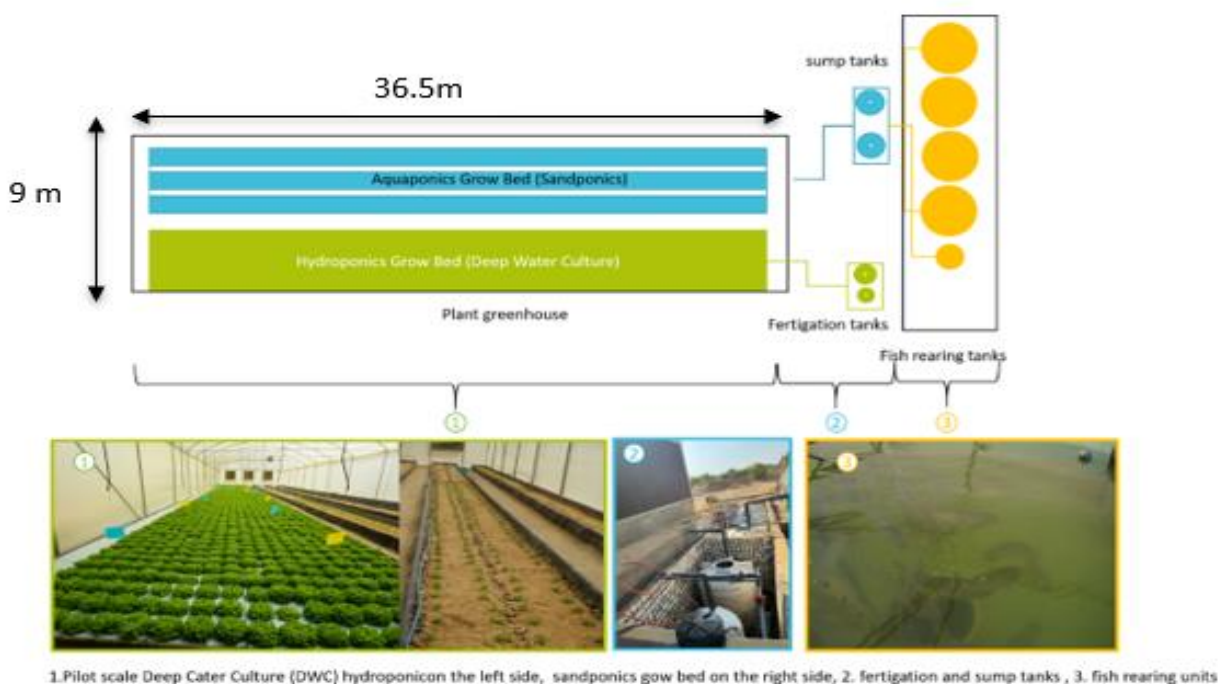 36.5m
sump tanks
9 m
Aquaponics Grow Bed (Sandponics)
Hydroponics Grow Bed (Deep Water Culture)
Plant greenhouse
Fertigation tanks
Fish rearing tanks
1
2
3
1
2
3
1.Pilot scale Deep Cater Culture (DWC) hydroponicon the left side, sandponics gow bed on the right side, 2. fertigation and sump tanks , 3. fish rearing units